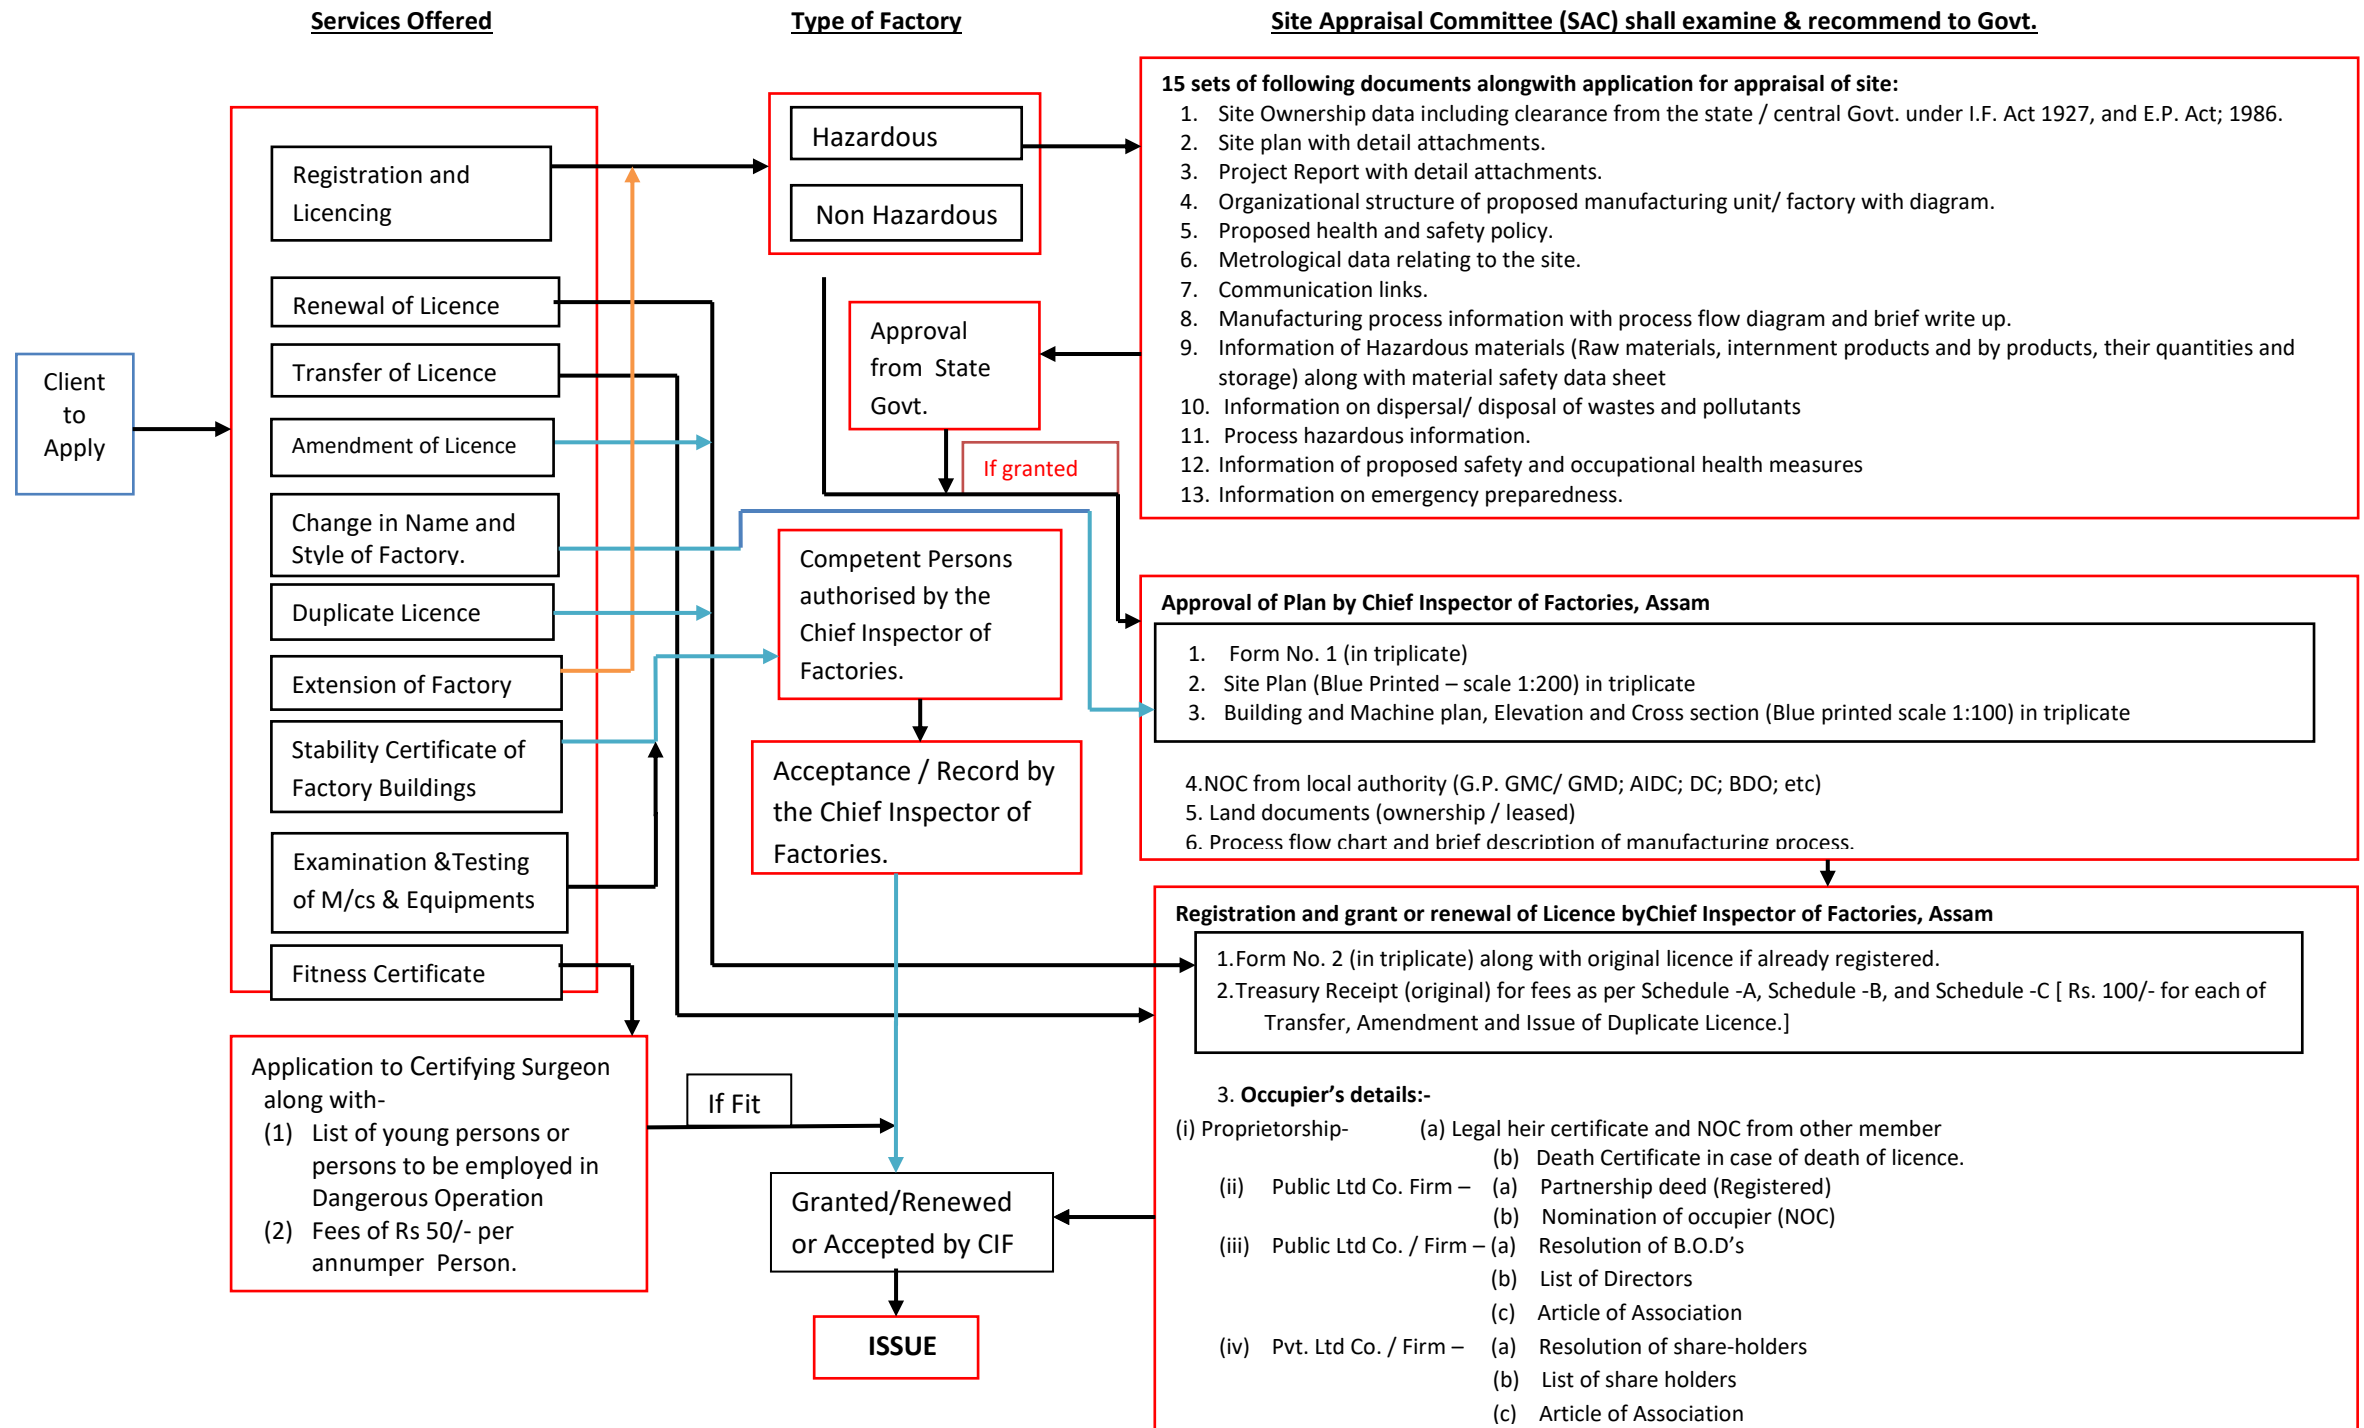 Services Offered
Type of Factory
Site Appraisal Committee (SAC) shall examine & recommend to Govt.
Client
to
Apply
Registration and
Licencing
Renewal of Licence
Transfer of Licence
Amendment of Licence
Change in Name and
Style of Factory.
Duplicate Licence
Extension of Factory
Stability Certificate of
Factory Buildings
Examination &Testing
of M/cs & Equipments
Fitness Certificate
Application to Certifying Surgeon
along with-
(1) List of young persons or
persons to be employed in
Dangerous Operation
(2) Fees of Rs 50/- per
annumper Person.
If Fit
Hazardous
Non Hazardous
Approval
from State
Govt.
If granted
Competent Persons
authorised by the
Chief Inspector of
Factories.
Acceptance / Record by
the Chief Inspector of
Factories.
Granted/Renewed
or Accepted by CIF
ISSUE
15 sets of following documents alongwith application for appraisal of site:
1. Site Ownership data including clearance from the state / central Govt. under I.F. Act 1927, and E.P. Act; 1986.
2. Site plan with detail attachments.
3. Project Report with detail attachments.
4. Organizational structure of proposed manufacturing unit/ factory with diagram.
5. Proposed health and safety policy.
6. Metrological data relating to the site.
7. Communication links.
8. Manufacturing process information with process flow diagram and brief write up.
9. Information of Hazardous materials (Raw materials, internment products and by products, their quantities and
storage) along with material safety data sheet
10. Information on dispersal/ disposal of wastes and pollutants
11. Process hazardous information.
12. Information of proposed safety and occupational health measures
13. Information on emergency preparedness.
Approval of Plan by Chief Inspector of Factories, Assam
1. Form No. 1 (in triplicate)
2. Site Plan (Blue Printed – scale 1:200) in triplicate
3. Building and Machine plan, Elevation and Cross section (Blue printed scale 1:100) in triplicate
4.NOC from local authority (G.P. GMC/ GMD; AIDC; DC; BDO; etc)
5. Land documents (ownership / leased)
6. Process flow chart and brief description of manufacturing process.
Registration and grant or renewal of Licence byChief Inspector of Factories, Assam
1.Form No. 2 (in triplicate) along with original licence if already registered.
2.Treasury Receipt (original) for fees as per Schedule -A, Schedule -B, and Schedule -C [ Rs. 100/- for each of
Transfer, Amendment and Issue of Duplicate Licence.]
3. Occupier’s details:-
(i) Proprietorship- (a) Legal heir certificate and NOC from other member
(b) Death Certificate in case of death of licence.
(ii) Public Ltd Co. Firm – (a) Partnership deed (Registered)
(b) Nomination of occupier (NOC)
(iii) Public Ltd Co. / Firm – (a) Resolution of B.O.D’s
(b) List of Directors
(c) Article of Association
(iv) Pvt. Ltd Co. / Firm – (a) Resolution of share-holders
(b) List of share holders
(c) Article of Association